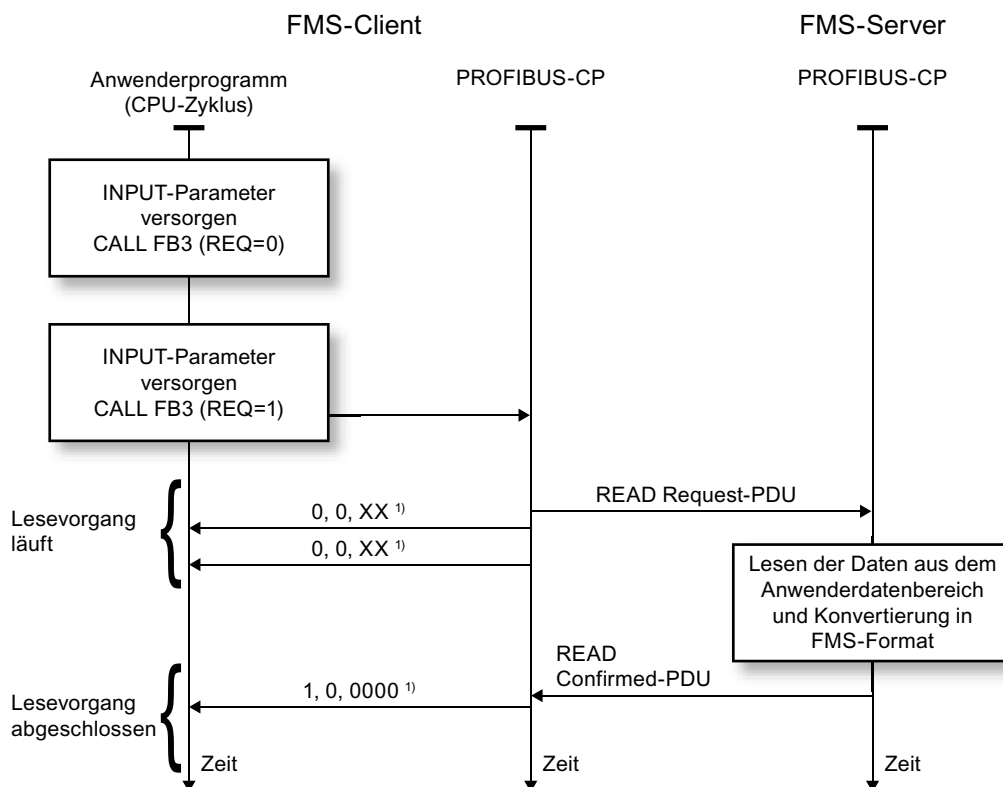 FMS-Client
FMS-Server
Anwenderprogramm
(CPU-Zyklus)
PROFIBUS-CP
PROFIBUS-CP
INPUT-Parameter
versorgen
CALL FB3 (REQ=0)
INPUT-Parameter
versorgen
CALL FB3 (REQ=1)
READ Request-PDU
Lesevorgang
läuft
0, 0, XX 1)
0, 0, XX 1)
Lesen der Daten aus dem
Anwenderdatenbereich
und Konvertierung in
FMS-Format
READ
Confirmed-PDU
Lesevorgang
abgeschlossen
1, 0, 0000 1)
Zeit
Zeit
Zeit